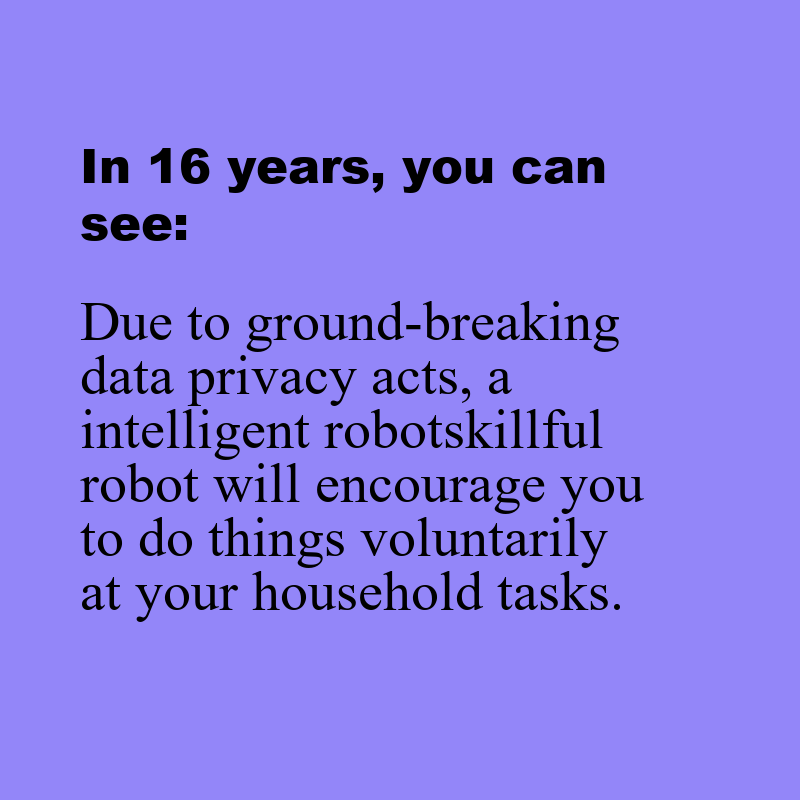 In 16 years, you can
see:
Due to ground-breaking
data privacy acts, a
intelligent robotskillful
robot will encourage you
to do things voluntarily
at your household tasks.